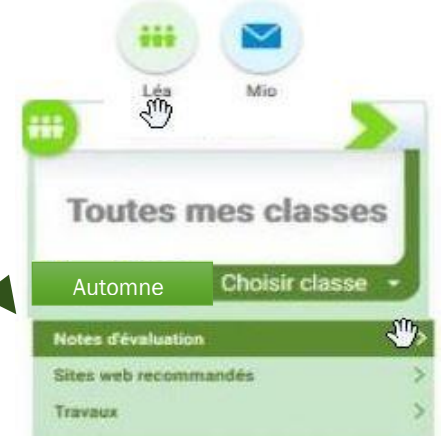 Léa Mio
Toutes mes classes
Automne Choisir classe
Notes d'évaluation
Sites web recommandés
Travaux